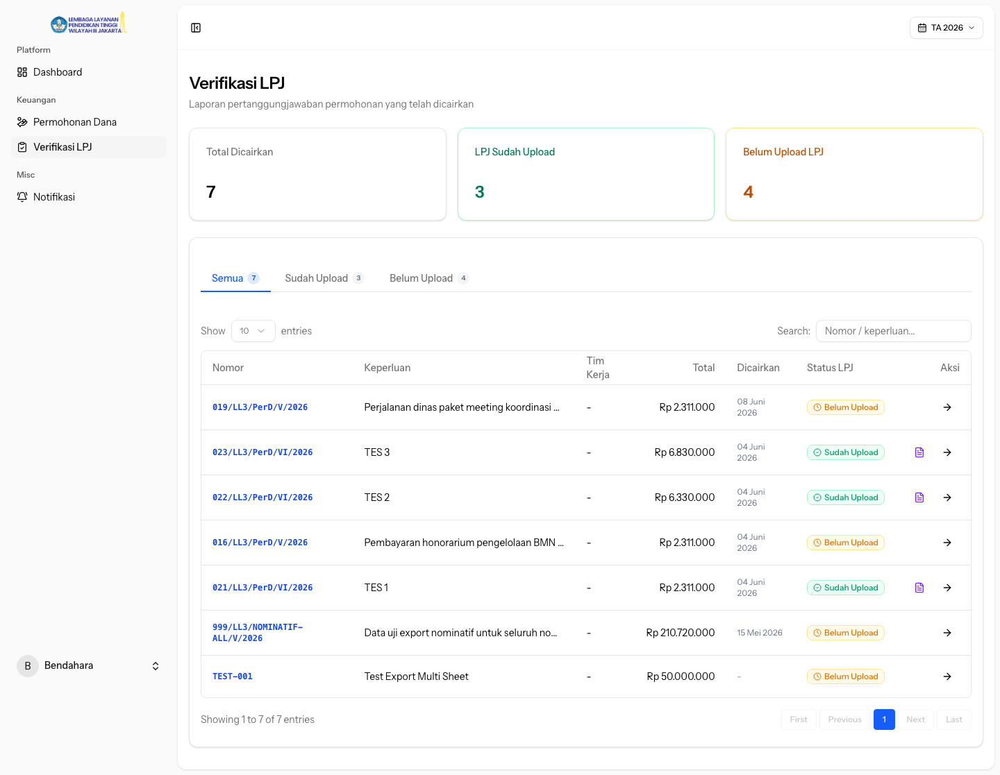 LEMBAGA LAYANAN
PENDIDIKAN TINGGI
WILAYAH III JAKARTA
Platform
Dashboard
Keuangan
Permohonan Dana
Verifikasi LPJ
Misc
Notifikasi
B
Bendahara
TA 2026
Verifikasi LPJ
Laporan pertanggungjawaban permohonan yang telah dicairkan
Total Dicairkan
7
LPJ Sudah Upload
3
Belum Upload LPJ
4
Semua 7 Sudah Upload 3 Belum Upload 4
Show 10 entries Search: Nomor / keperluan...
Nomor Keperluan Tim Kerja Total Dicairkan Status LPJ Aksi
019/LL3/PerD/V/2026 Perjalanan dinas paket meeting koordinasi ... - Rp 2.311.000 08 Juni 2026 Belum Upload
023/LL3/PerD/VI/2026 TES 3 - Rp 6.830.000 04 Juni 2026 Sudah Upload
022/LL3/PerD/VI/2026 TES 2 - Rp 6.330.000 04 Juni 2026 Sudah Upload
016/LL3/PerD/V/2026 Pembayaran honorarium pengelolaan BMN ... - Rp 2.311.000 04 Juni 2026 Belum Upload
021/LL3/PerD/VI/2026 TES 1 - Rp 2.311.000 04 Juni 2026 Sudah Upload
999/LL3/NOMINATIF-ALL/V/2026 Data uji export nominatif untuk seluruh no... - Rp 210.720.000 15 Mei 2026 Belum Upload
TEST-001 Test Export Multi Sheet - Rp 50.000.000 - Belum Upload
Showing 1 to 7 of 7 entries First Previous 1 Next Last